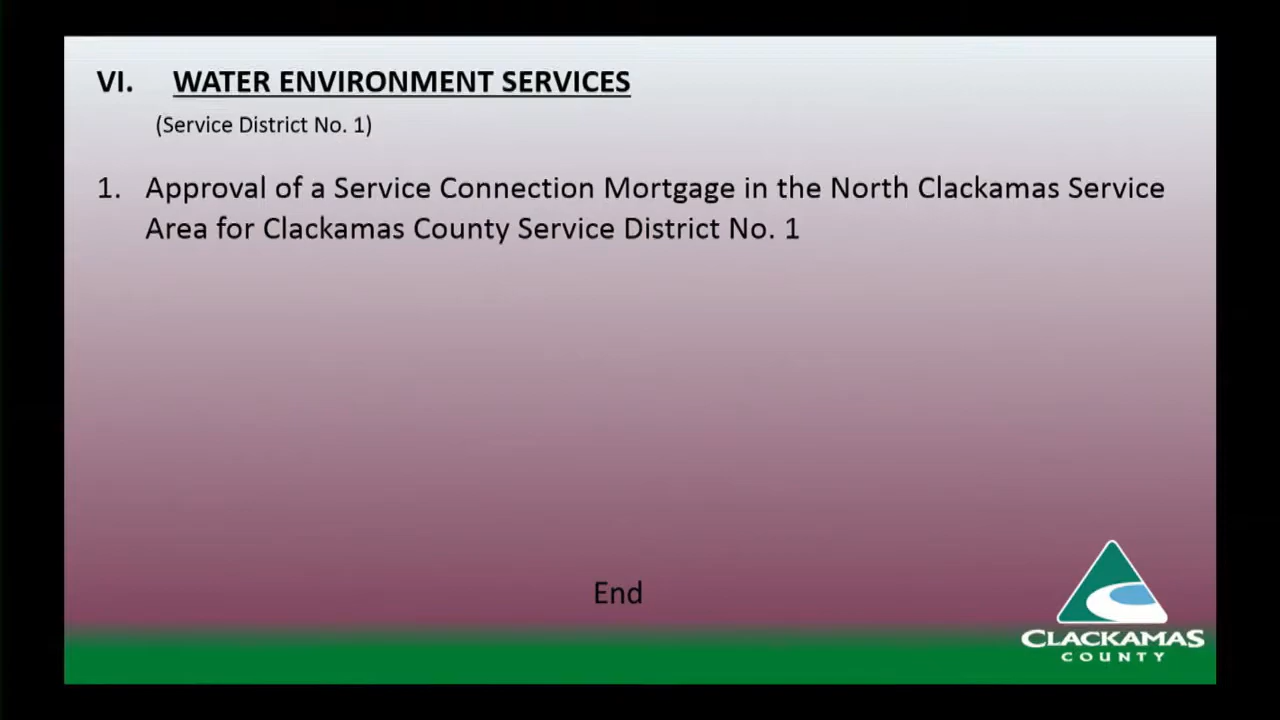 VI. WATER ENVIRONMENT SERVICES
(Service District No. 1)
1. Approval of a Service Connection Mortgage in the North Clackamas Service
Area for Clackamas County Service District No. 1
End
CLACKAMAS
COUNTY